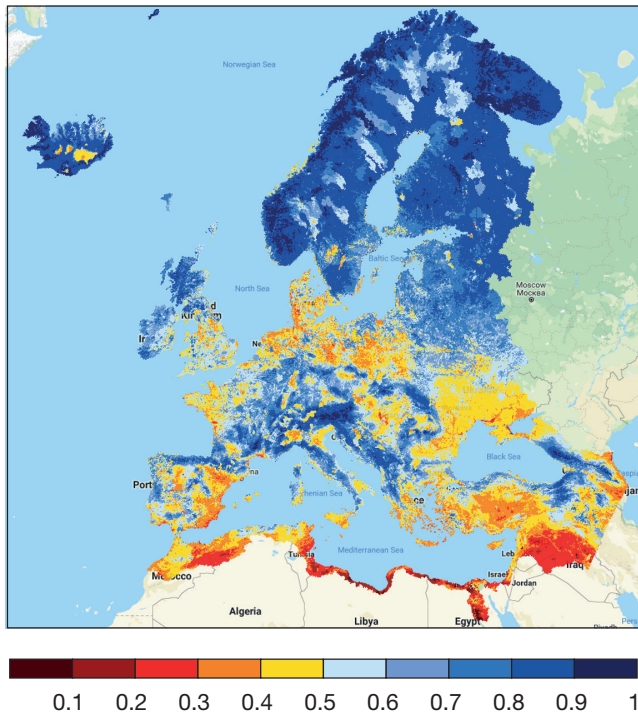 Norwegian Sea
Baltic Sea
Moscow
Москва
North Sea
Black Sea
Port
Mediterranean Sea
Tunisia
Leb
Israel
Jordan
Iraq
Morocco
Algeria
Libya
Egypt
0.1 0.2 0.3 0.4 0.5 0.6 0.7 0.8 0.9 1